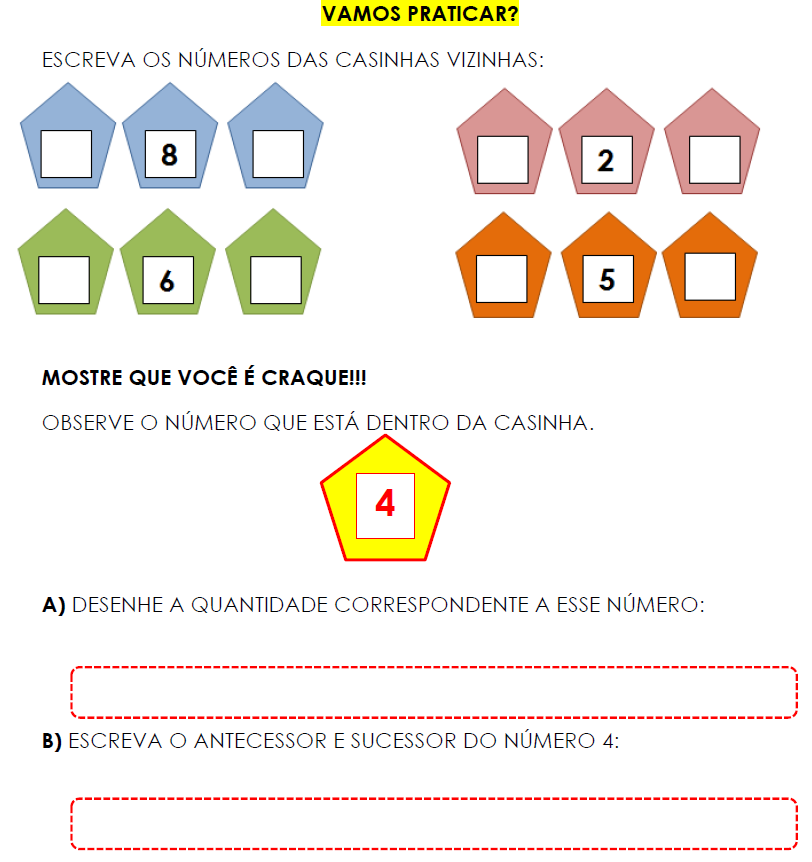 VAMOS PRATICAR?
ESCREVA OS NÚMEROS DAS CASINHAS VIZINHAS:
8
2
6
5
MOSTRE QUE VOCÊ É CRAQUE!!!
OBSERVE O NÚMERO QUE ESTÁ DENTRO DA CASINHA.
4
A) DESENHE A QUANTIDADE CORRESPONDENTE A ESSE NÚMERO:
B) ESCREVA O ANTECESSOR E SUCESSOR DO NÚMERO 4: